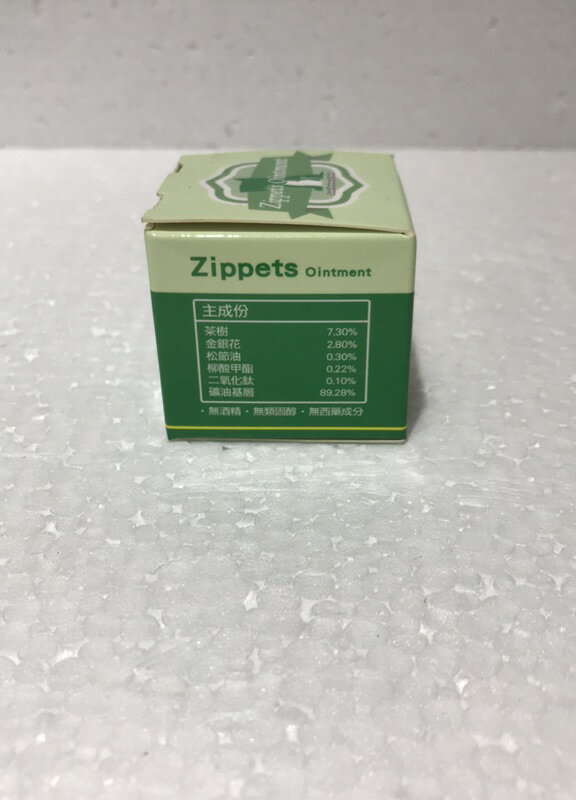 Zippets Ointment
Zippets Ointment
主成份
茶樹 7.30%
金銀花 2.80%
松節油 0.30%
柳酸甲酯 0.22%
二氧化鈦 0.10%
礦油基層 89.28%
・無酒精・無類固醇・無西藥成分